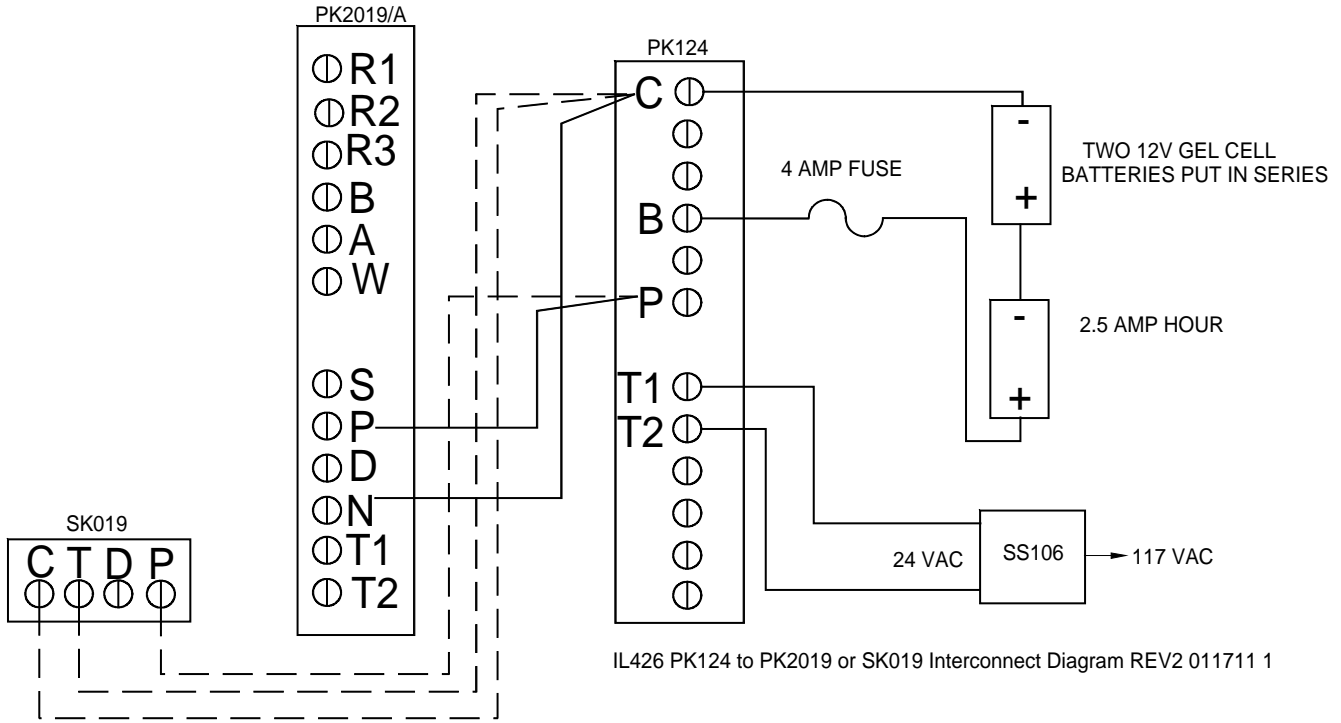 PK2019/A
R1
R2
R3
B
A
W
S
P
D
N
T1
T2
SK019
C T D P
PK124
C
B
P
T1
T2
4 AMP FUSE
-
+
TWO 12V GEL CELL
BATTERIES PUT IN SERIES
-
+
2.5 AMP HOUR
24 VAC
SS106
117 VAC
IL426 PK124 to PK2019 or SK019 Interconnect Diagram REV2 011711 1